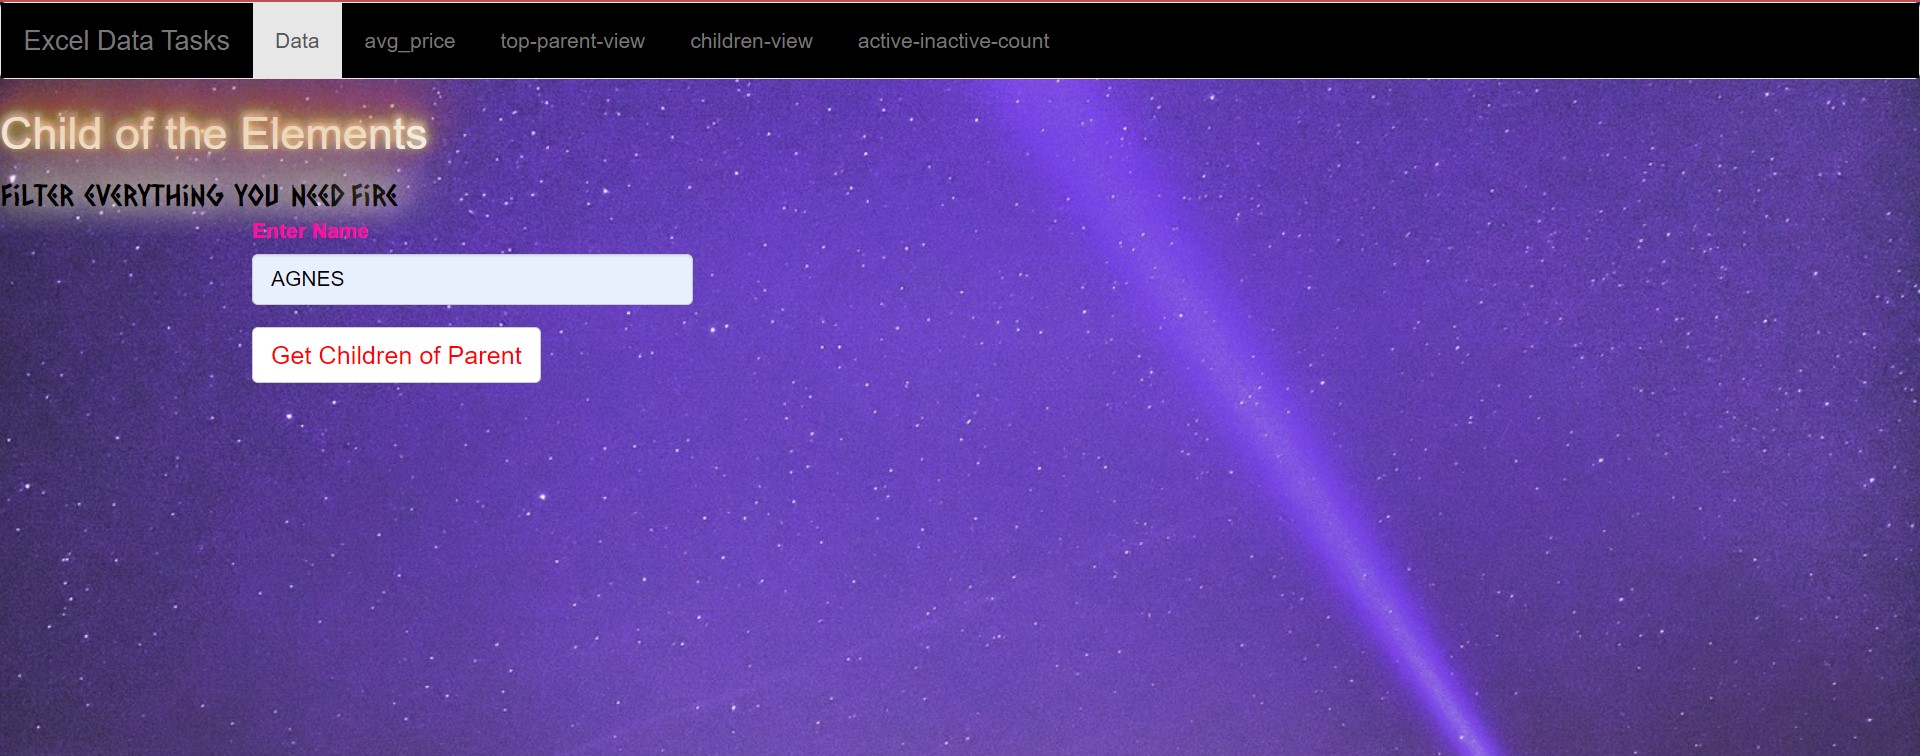 Excel Data Tasks Data avg_price top-parent-view children-view active-inactive-count
Child of the Elements
FiLTER EVERYTHiNG YOU NEED FiRE
Enter Name
AGNES
Get Children of Parent